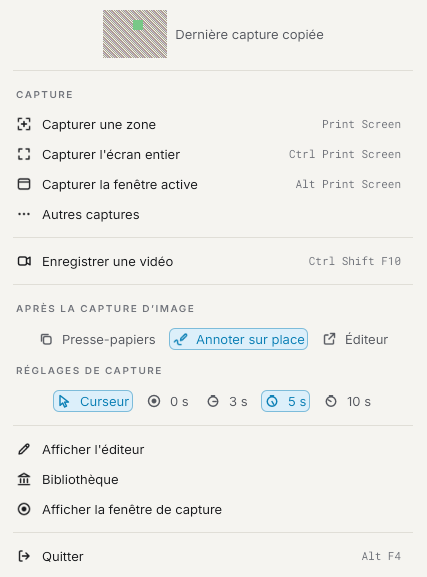 Dernière capture copiée
CAPTURE
Capturer une zone Print Screen
Capturer l'écran entier Ctrl Print Screen
Capturer la fenêtre active Alt Print Screen
Autres captures
Enregistrer une vidéo Ctrl Shift F10
APRÈS LA CAPTURE D'IMAGE
Presse-papiers Annoter sur place Éditeur
RÉGLAGES DE CAPTURE
Curseur 0 s 3 s 5 s 10 s
Afficher l'éditeur
Bibliothèque
Afficher la fenêtre de capture
Quitter Alt F4